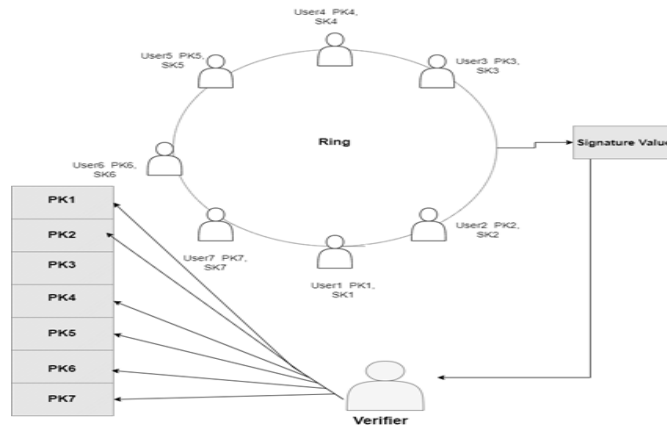 User4 PK4,
SK4
User5 PK5,
SK5
User3 PK3,
SK3
Ring
Signature Value
User6 PK6,
SK6
PK1
PK2
PK3
PK4
PK5
PK6
PK7
User2 PK2,
SK2
User7 PK7,
SK7
User1 PK1,
SK1
Verifier